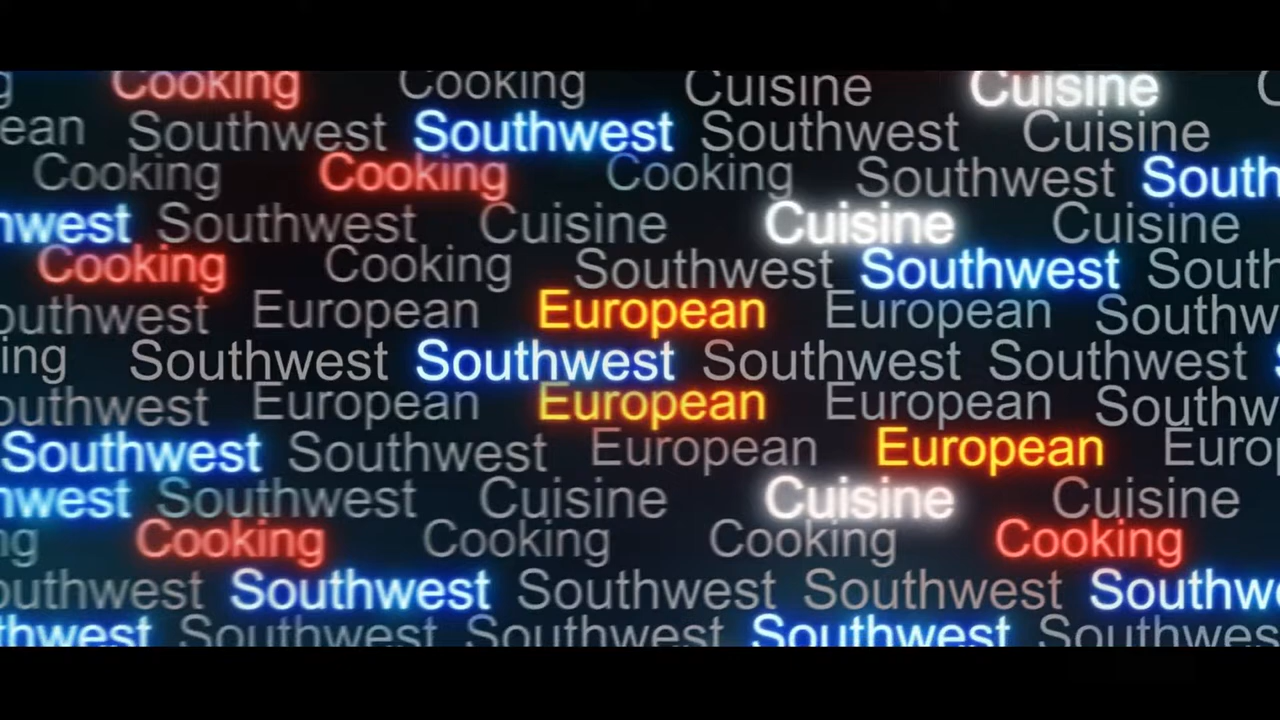 g Cooking Cooking Cuisine Cuisine C
ean Southwest Southwest Southwest Cuisine
Cooking Cooking Cooking Southwest South
hwest Southwest Cuisine Cuisine Cuisine
Cooking Cooking Southwest Southwest South
outhwest European European European Southw
ing Southwest Southwest Southwest Southwest S
outhwest European European European Southw
Southwest Southwest European European Euro
hwest Southwest Cuisine Cuisine Cuisine
ng Cooking Cooking Cooking Cooking
outhwest Southwest Southwest Southwest Southwe
thwest Southwest Southwest Southwest Southwes